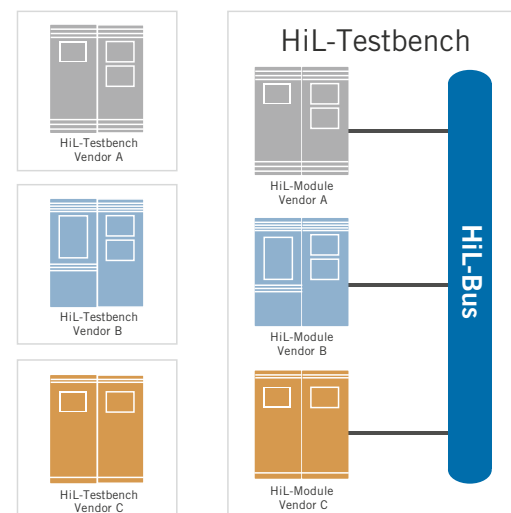 HiL-Testbench
Vendor A
HiL-Testbench
Vendor B
HiL-Testbench
Vendor C
HiL-Testbench
HiL-Module
Vendor A
HiL-Module
Vendor B
HiL-Module
Vendor C
HiL-Bus